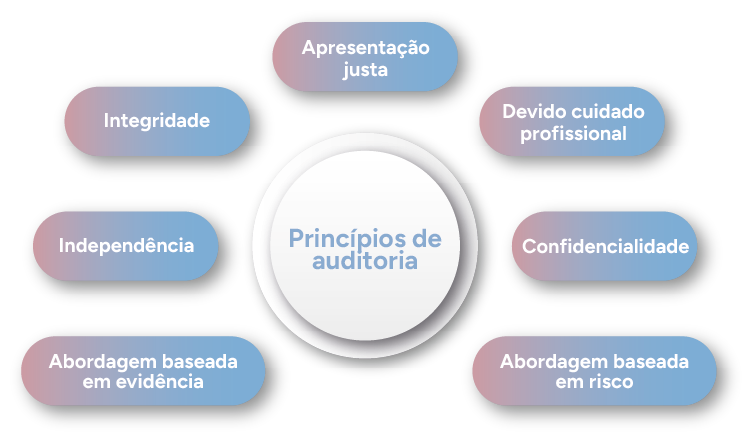 Apresentação
justa
Integridade
Devido cuidado
profissional
Princípios de
auditoria
Independência
Confidencialidade
Abordagem baseada
em evidência
Abordagem baseada
em risco